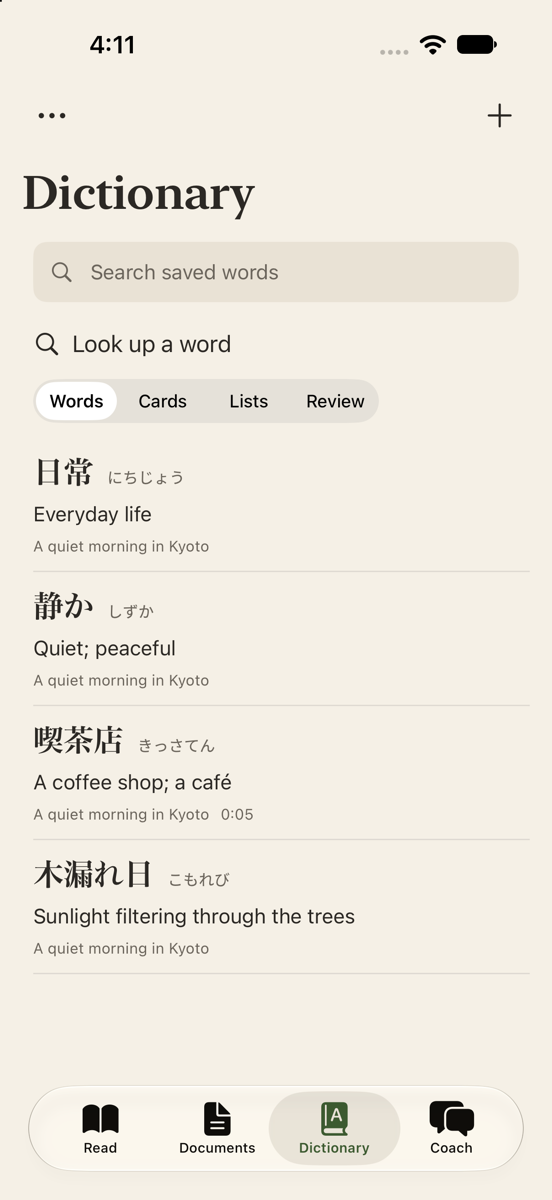 4:11
Dictionary
Search saved words
Look up a word
Words Cards Lists Review
日常 にちじょう
Everyday life
A quiet morning in Kyoto
静か しずか
Quiet; peaceful
A quiet morning in Kyoto
喫茶店 きっさてん
A coffee shop; a café
A quiet morning in Kyoto 0:05
木漏れ日 こもれび
Sunlight filtering through the trees
A quiet morning in Kyoto
Read Documents Dictionary Coach